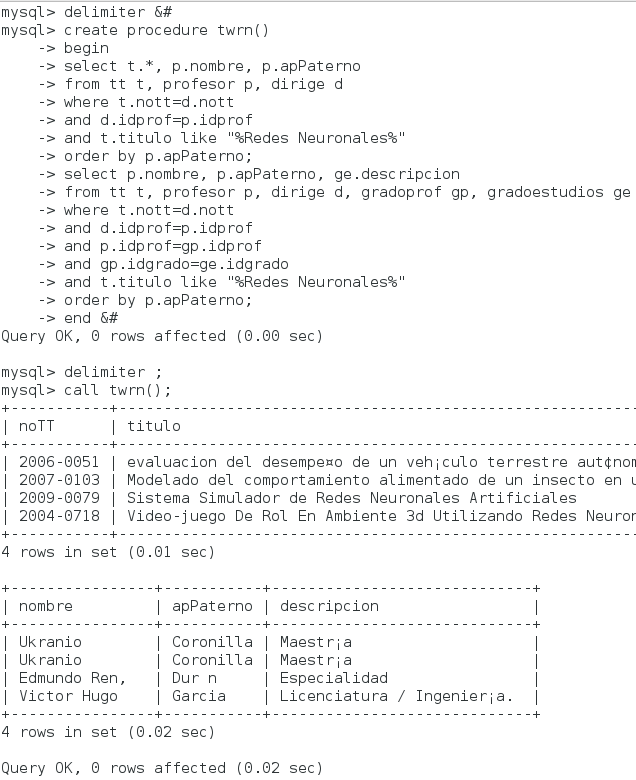 mysql> delimiter &#
mysql> create procedure twrn()
    -> begin
    -> select t.*, p.nombre, p.apPaterno
    -> from tt t, profesor p, dirige d
    -> where t.nott=d.nott
    -> and d.idprof=p.idprof
    -> and t.titulo like "%Redes Neuronales%"
    -> order by p.apPaterno;
    -> select p.nombre, p.apPaterno, ge.descripcion
    -> from tt t, profesor p, dirige d, gradoprof gp, gradoestudios ge
    -> where t.nott=d.nott
    -> and d.idprof=p.idprof
    -> and p.idprof=gp.idprof
    -> and gp.idgrado=ge.idgrado
    -> and t.titulo like "%Redes Neuronales%"
    -> order by p.apPaterno;
    -> end &#
Query OK, 0 rows affected (0.00 sec)

mysql> delimiter ;
mysql> call twrn();
+-----------+----------------------------------------------------------
| noTT      | titulo
+-----------+----------------------------------------------------------
| 2006-0051 | evaluacion del desempe¤o de un veh¡culo terrestre aut¢nom
| 2007-0103 | Modelado del comportamiento alimentado de un insecto en u
| 2009-0079 | Sistema Simulador de Redes Neuronales Artificiales
| 2004-0718 | Video-juego De Rol En Ambiente 3d Utilizando Redes Neuron
+-----------+----------------------------------------------------------
4 rows in set (0.01 sec)

+----------------+-----------+-----------------------------+
| nombre         | apPaterno | descripcion                 |
+----------------+-----------+-----------------------------+
| Ukranio        | Coronilla | Maestr¡a                    |
| Ukranio        | Coronilla | Maestr¡a                    |
| Edmundo Ren,   | Dur n     | Especialidad                |
| Victor Hugo    | Garcia    | Licenciatura / Ingenier¡a.  |
+----------------+-----------+-----------------------------+
4 rows in set (0.02 sec)

Query OK, 0 rows affected (0.02 sec)